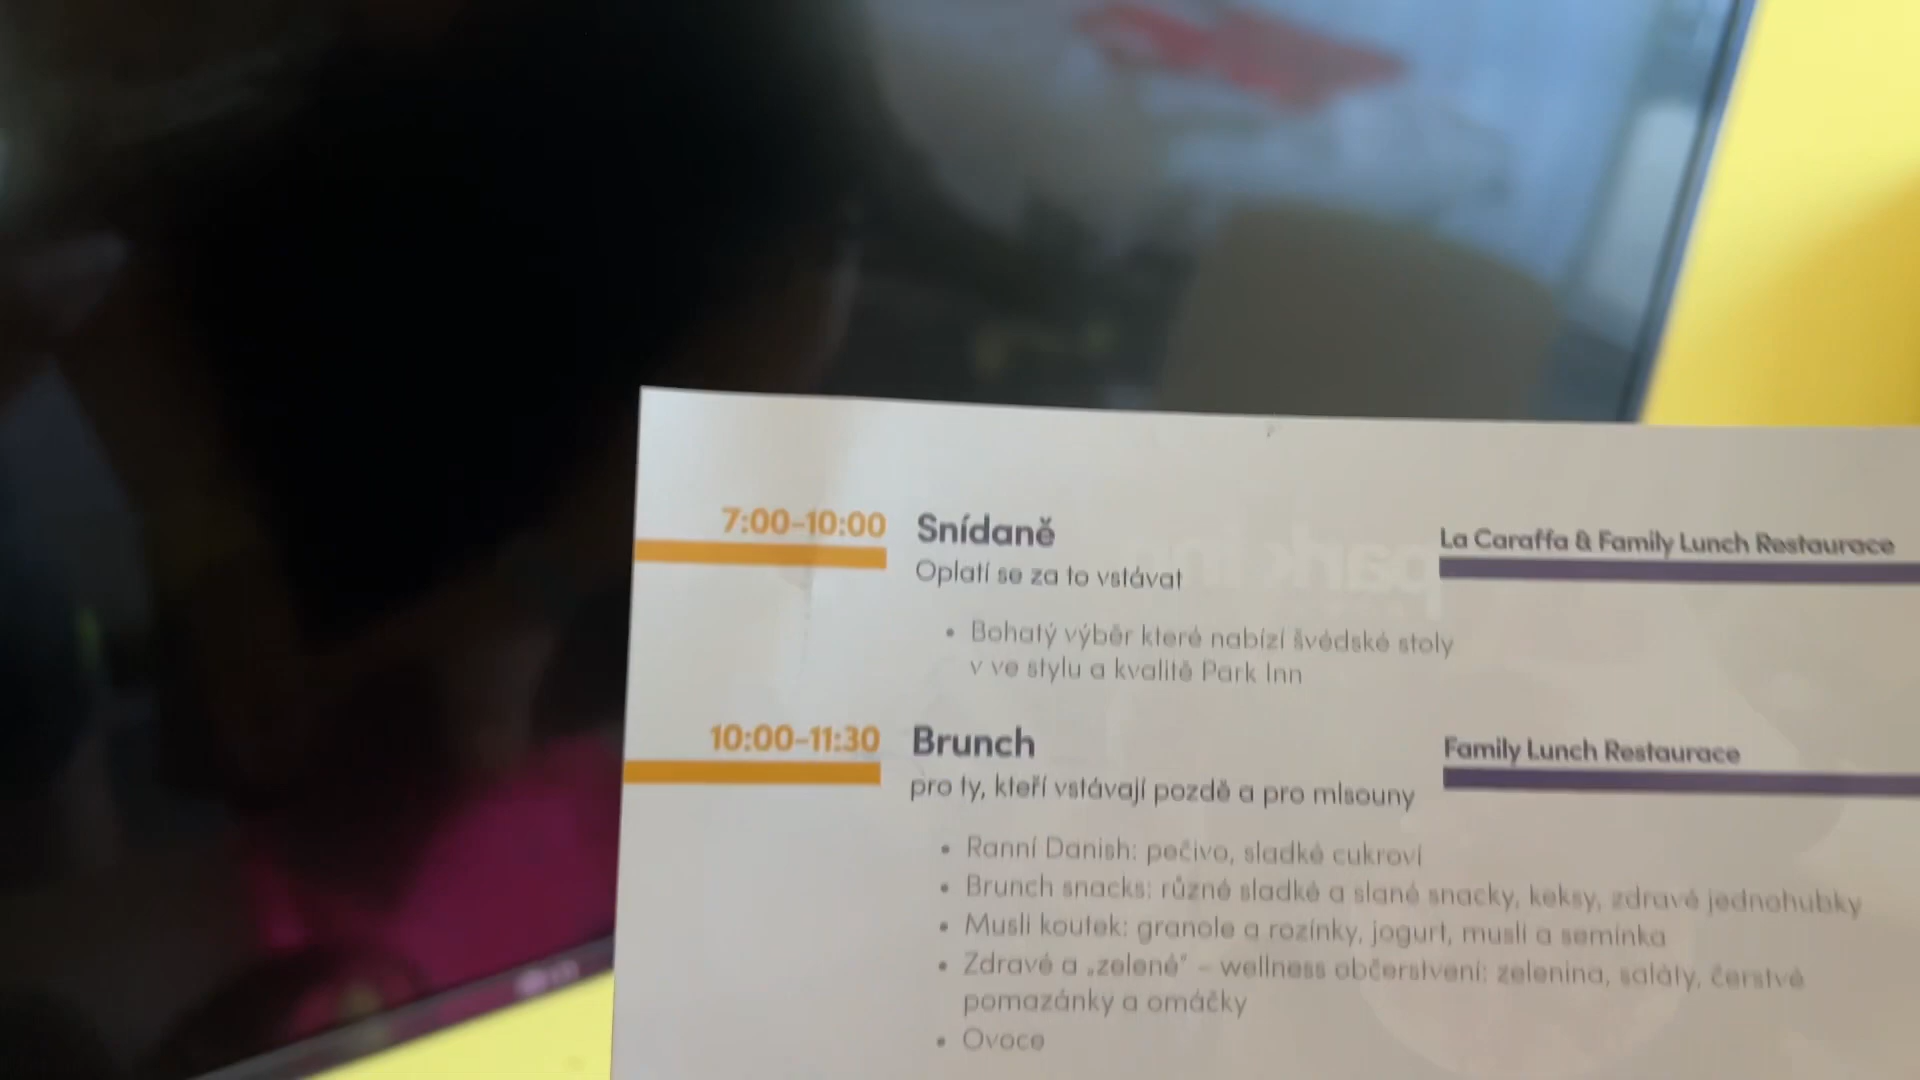 7:00–10:00 Snídaně La Caraffa & Family Lunch Restaurace
Oplatí se za to vstávat
• Bohatý výběr které nabízí švédské stoly
v ve stylu a kvalitě Park Inn
10:00–11:30 Brunch Family Lunch Restaurace
pro ty, kteří vstávají pozdě a pro mlsouny
• Ranní Danish: pečivo, sladké cukroví
• Brunch snacks: různé sladké a slané snacky, keksy, zdravé jednohubky
• Musli koutek: granole a rozinky, jogurt, musli a semínka
• Zdravé a „zelené“ – wellness občerstvení: zelenina, saláty, čerstvé
pomazánky a omáčky
• Ovoce